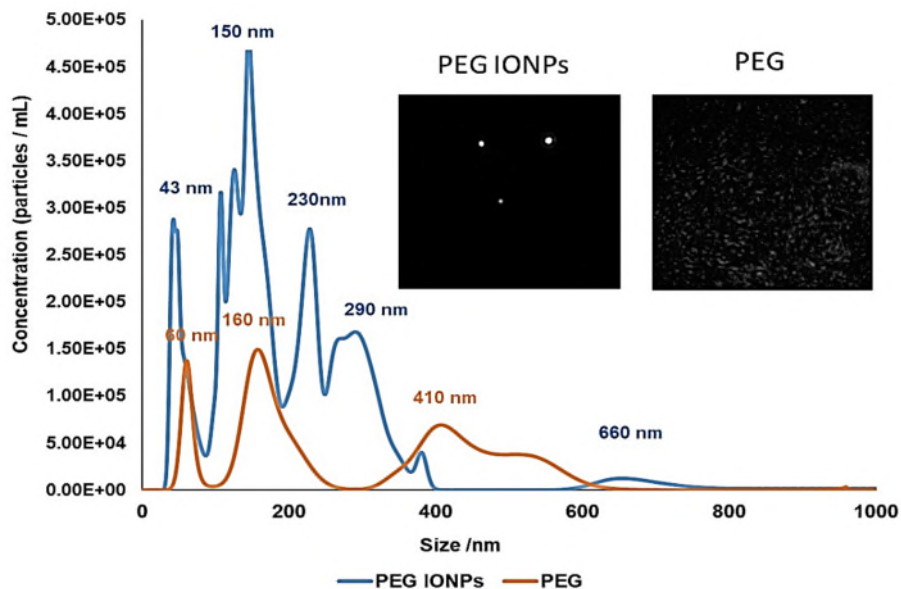 5.00E+05
4.50E+05
4.00E+05
3.50E+05
3.00E+05
2.50E+05
2.00E+05
1.50E+05
1.00E+05
5.00E+04
0.00E+00
Concentration (particles / mL)
150 nm
43 nm
230nm
290 nm
660 nm
60 nm
160 nm
410 nm
PEG IONPs
PEG
0
200
400
600
800
1000
Size /nm
PEG IONPs
PEG